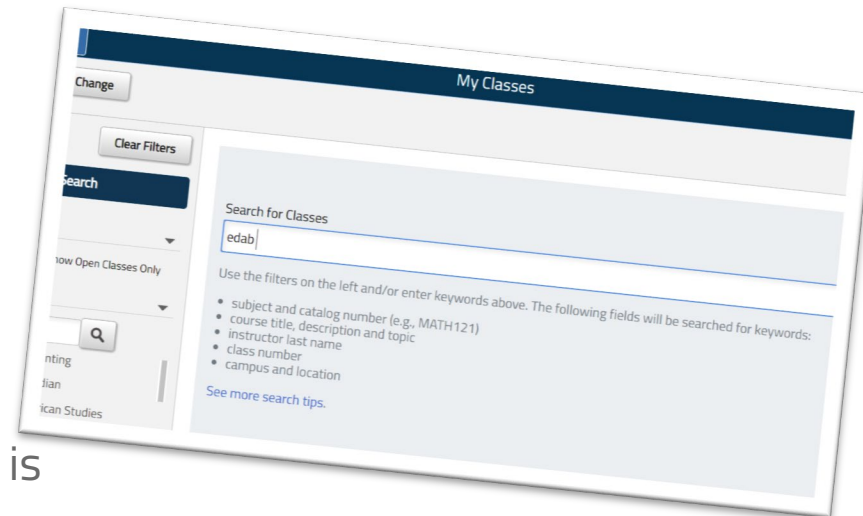 My Classes
Change
Clear Filters
Search
now Open Classes Only
nting
dian
ican Studies
Search for Classes
edab
Use the filters on the left and/or enter keywords above. The following fields will be searched for keywords:
• subject and catalog number (e.g., MATH121)
• course title, description and topic
• instructor last name
• class number
• campus and location
See more search tips.
is